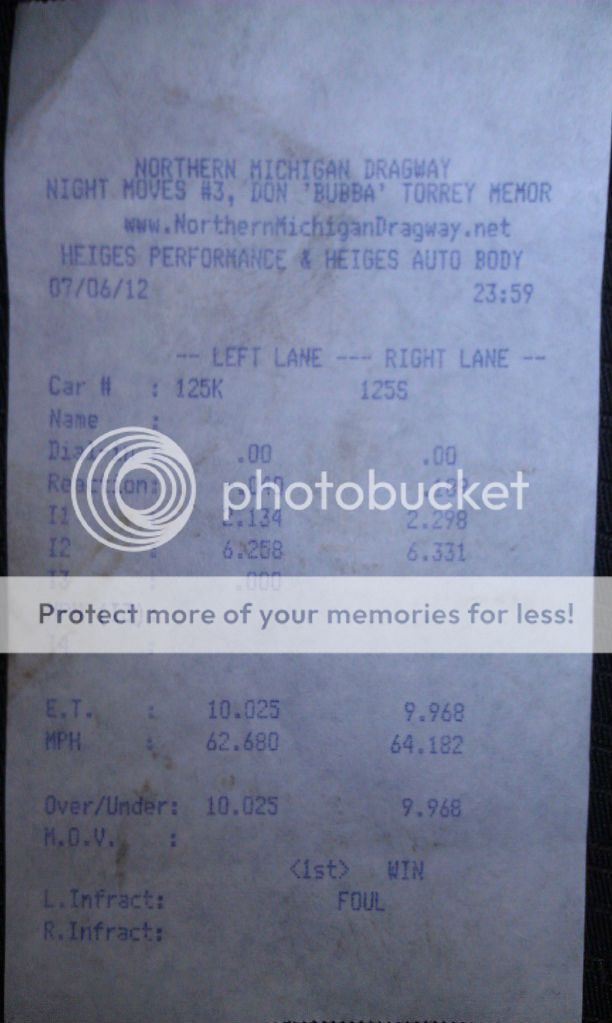 NORTHERN MICHIGAN DRAGWAY
NIGHT MOVES #3, DON 'BUBBA' TORREY MEMOR
www.NorthernMichiganDragway.net
HEIGES PERFORMANCE & HEIGES AUTO BODY
07/06/12 23:59
-- LEFT LANE --- RIGHT LANE --
Car # : 125K 125S
Name :
.00 .00
Reaction:
photobucket
I1 2.134 2.298
I2 : 6.258 6.331
I3 : .000
Protect more of your memories for less!
E.T. : 10.025 9.968
MPH : 62.680 64.182
Over/Under: 10.025 9.968
M.O.V. :
<1st> WIN
L.Infract: FOUL
R.Infract: